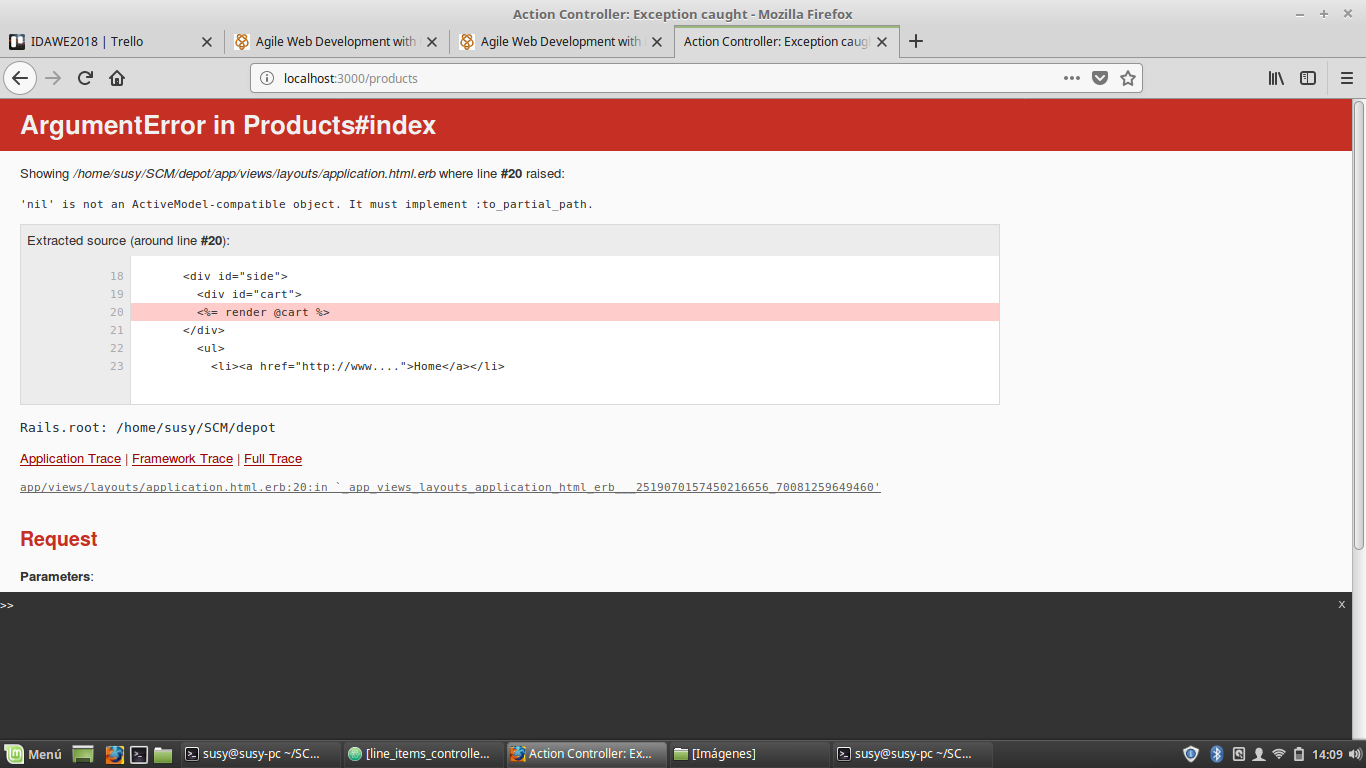 Action Controller: Exception caught - Mozilla Firefox
IDAWE2018 | Trello
Agile Web Development with
Agile Web Development with
Action Controller: Exception caug
localhost:3000/products
ArgumentError in Products#index
Showing /home/susy/SCM/depot/app/views/layouts/application.html.erb where line #20 raised:
'nil' is not an ActiveModel-compatible object. It must implement :to_partial_path.
Extracted source (around line #20):
18 <div id="side">
19 <div id="cart">
20 <%= render @cart %>
21 </div>
22 <ul>
23 <li><a href="http://www....">Home</a></li>
Rails.root: /home/susy/SCM/depot
Application Trace | Framework Trace | Full Trace
app/views/layouts/application.html.erb:20:in `_app_views_layouts_application_html_erb___2519070157450216656_70081259649460'
Request
Parameters:
>> x
Menú susy@susy-pc ~/SC... [line_items_controlle... Action Controller: Ex... [Imágenes] susy@susy-pc ~/SC... 14:09